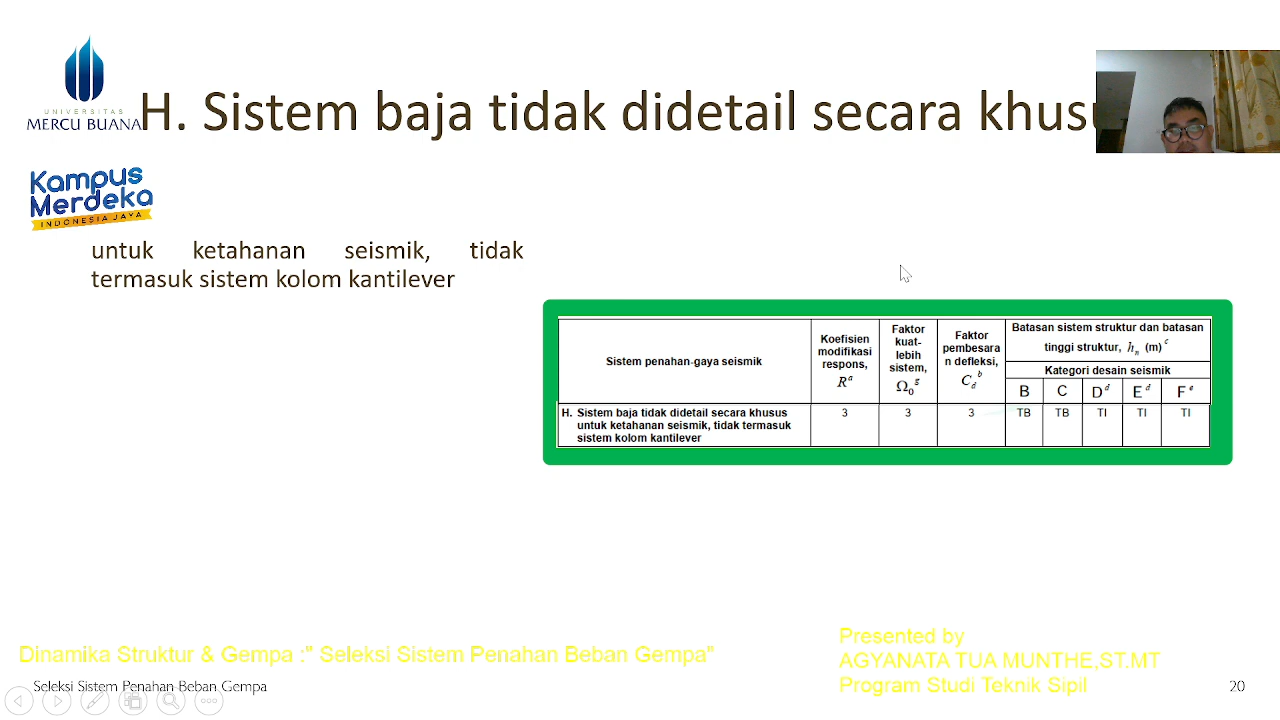 UNIVERSITAS
MERCU BUANA
H. Sistem baja tidak didetail secara khusu
Kampus
Merdeka
INDONESIA JAYA
untuk ketahanan seismik, tidak
termasuk sistem kolom kantilever
Sistem penahan-gaya seismik
Koefisien
modifikasi
respons,
R a
Faktor
kuat-
lebih
sistem,
Ω0 g
Faktor
pembesara
n defleksi,
Cd b
Batasan sistem struktur dan batasan
tinggi struktur, hn (m) c
Kategori desain seismik
B C D d E d F e
H. Sistem baja tidak didetail secara khusus
untuk ketahanan seismik, tidak termasuk
sistem kolom kantilever
3 3 3 TB TB TI TI TI
Dinamika Struktur & Gempa :" Seleksi Sistem Penahan Beban Gempa"
Presented by
AGYANATA TUA MUNTHE,ST.MT
Program Studi Teknik Sipil
Seleksi Sistem Penahan Beban Gempa
20